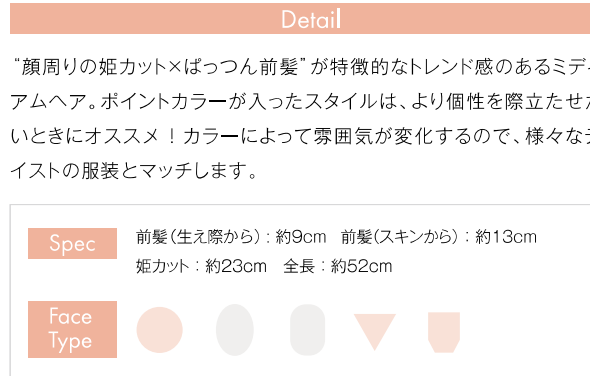 Detail
“顔周りの姫カット×ぱっつん前髪”が特徴的なトレンド感のあるミディ
アムヘア。ポイントカラーが入ったスタイルは、より個性を際立たせた
いときにオススメ！カラーによって雰囲気が変化するので、様々なテ
イストの服装とマッチします。
Spec
前髪(生え際から)：約9cm 前髪(スキンから)：約13cm
姫カット：約23cm 全長：約52cm
Face
Type